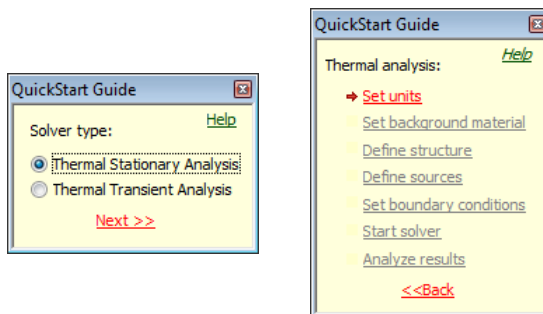 QuickStart Guide
Help
Solver type:
Thermal Stationary Analysis
Thermal Transient Analysis
Next >>
QuickStart Guide
Help
Thermal analysis:
Set units
Set background material
Define structure
Define sources
Set boundary conditions
Start solver
Analyze results
<<Back